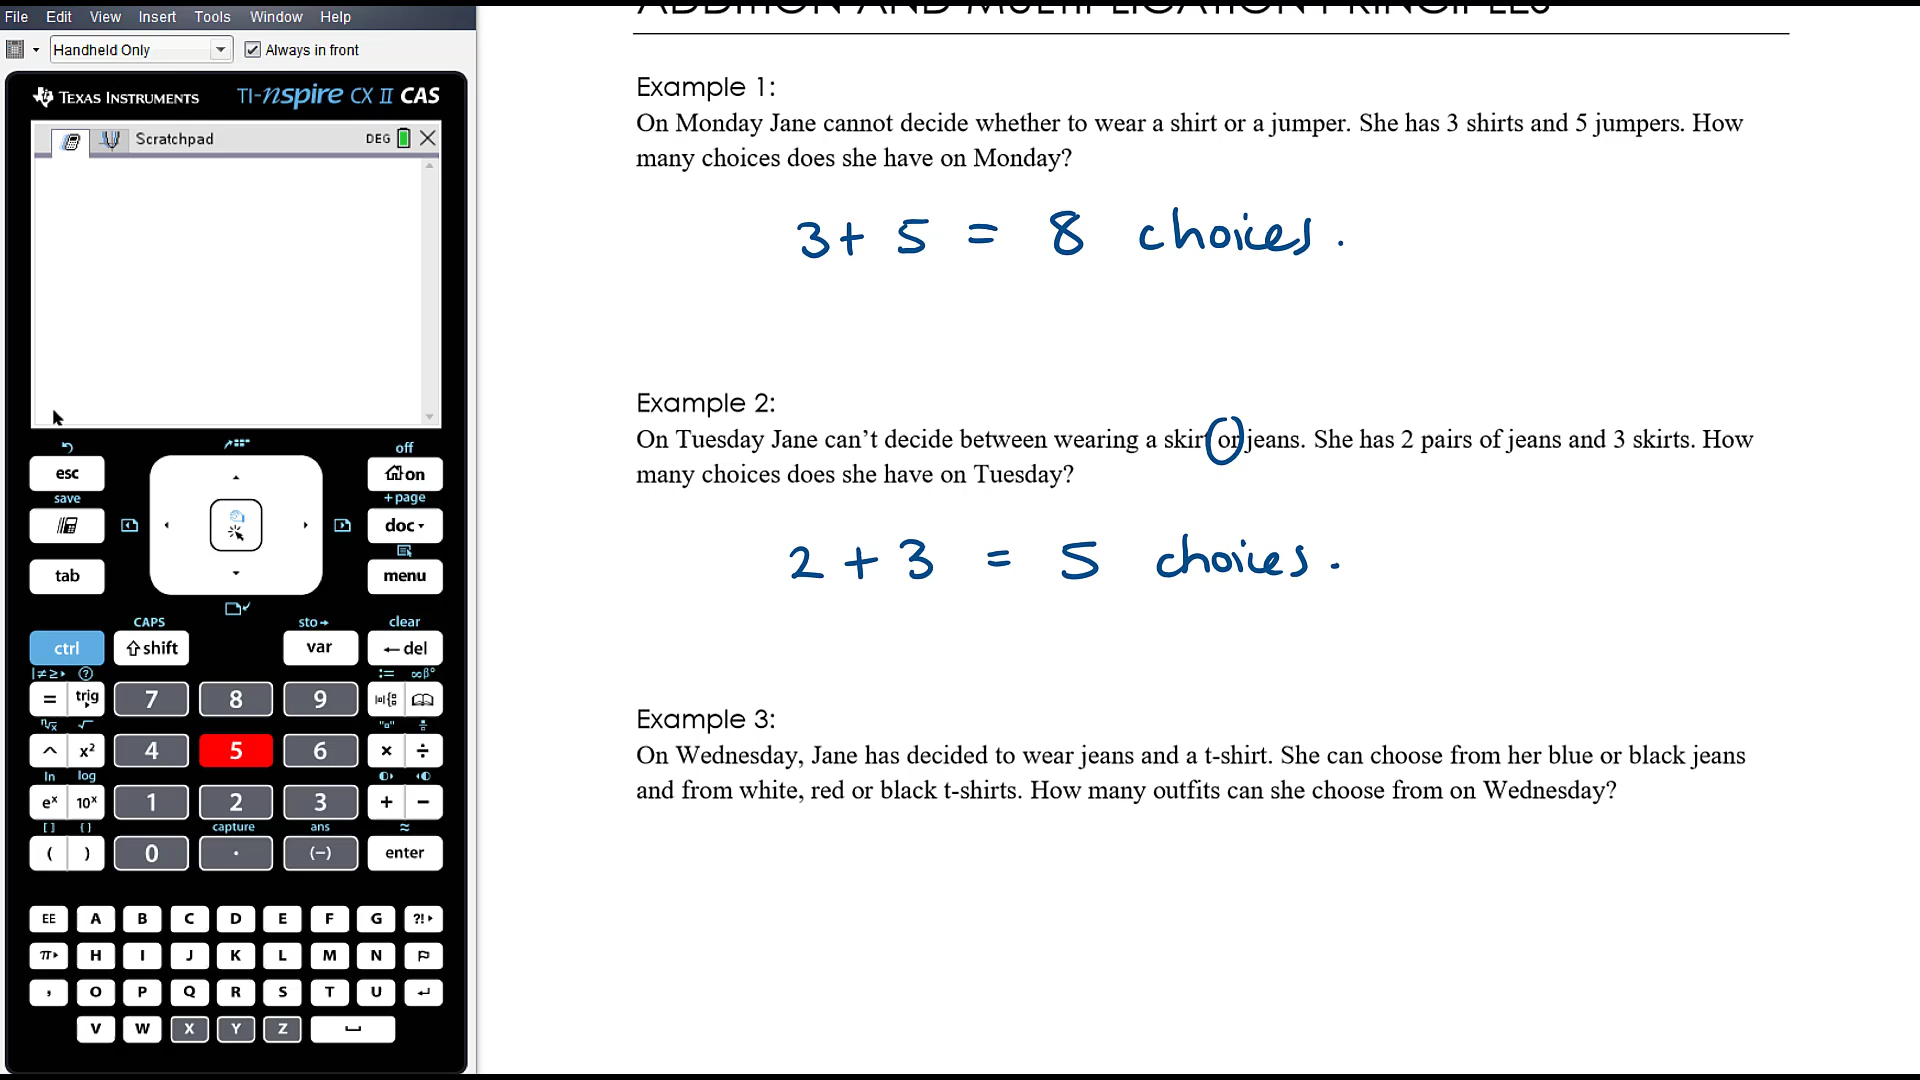 File Edit View Insert Tools Window Help
Handheld Only Always in front
TEXAS INSTRUMENTS TI-nspire CX II CAS
Scratchpad DEG
off
esc on
save +page
doc
tab menu
CAPS sto→ clear
ctrl ⇧shift var ←del
|≠≥▸ ? := ∞β°
= trig 7 8 9
ⁿ√x √ "▫"
^ x² 4 5 6 × ÷
ln log
eˣ 10ˣ 1 2 3 + −
[ ] { } capture ans ≈
( ) 0 . (−) enter
EE A B C D E F G ?!▸
π▸ H I J K L M N
, O P Q R S T U ↵
V W X Y Z
ADDITION AND MULTIPLICATION PRINCIPLES
Example 1:
On Monday Jane cannot decide whether to wear a shirt or a jumper. She has 3 shirts and 5 jumpers. How
many choices does she have on Monday?
3 + 5 = 8 choices.
Example 2:
On Tuesday Jane can’t decide between wearing a skirt or jeans. She has 2 pairs of jeans and 3 skirts. How
many choices does she have on Tuesday?
2 + 3 = 5 choices.
Example 3:
On Wednesday, Jane has decided to wear jeans and a t-shirt. She can choose from her blue or black jeans
and from white, red or black t-shirts. How many outfits can she choose from on Wednesday?